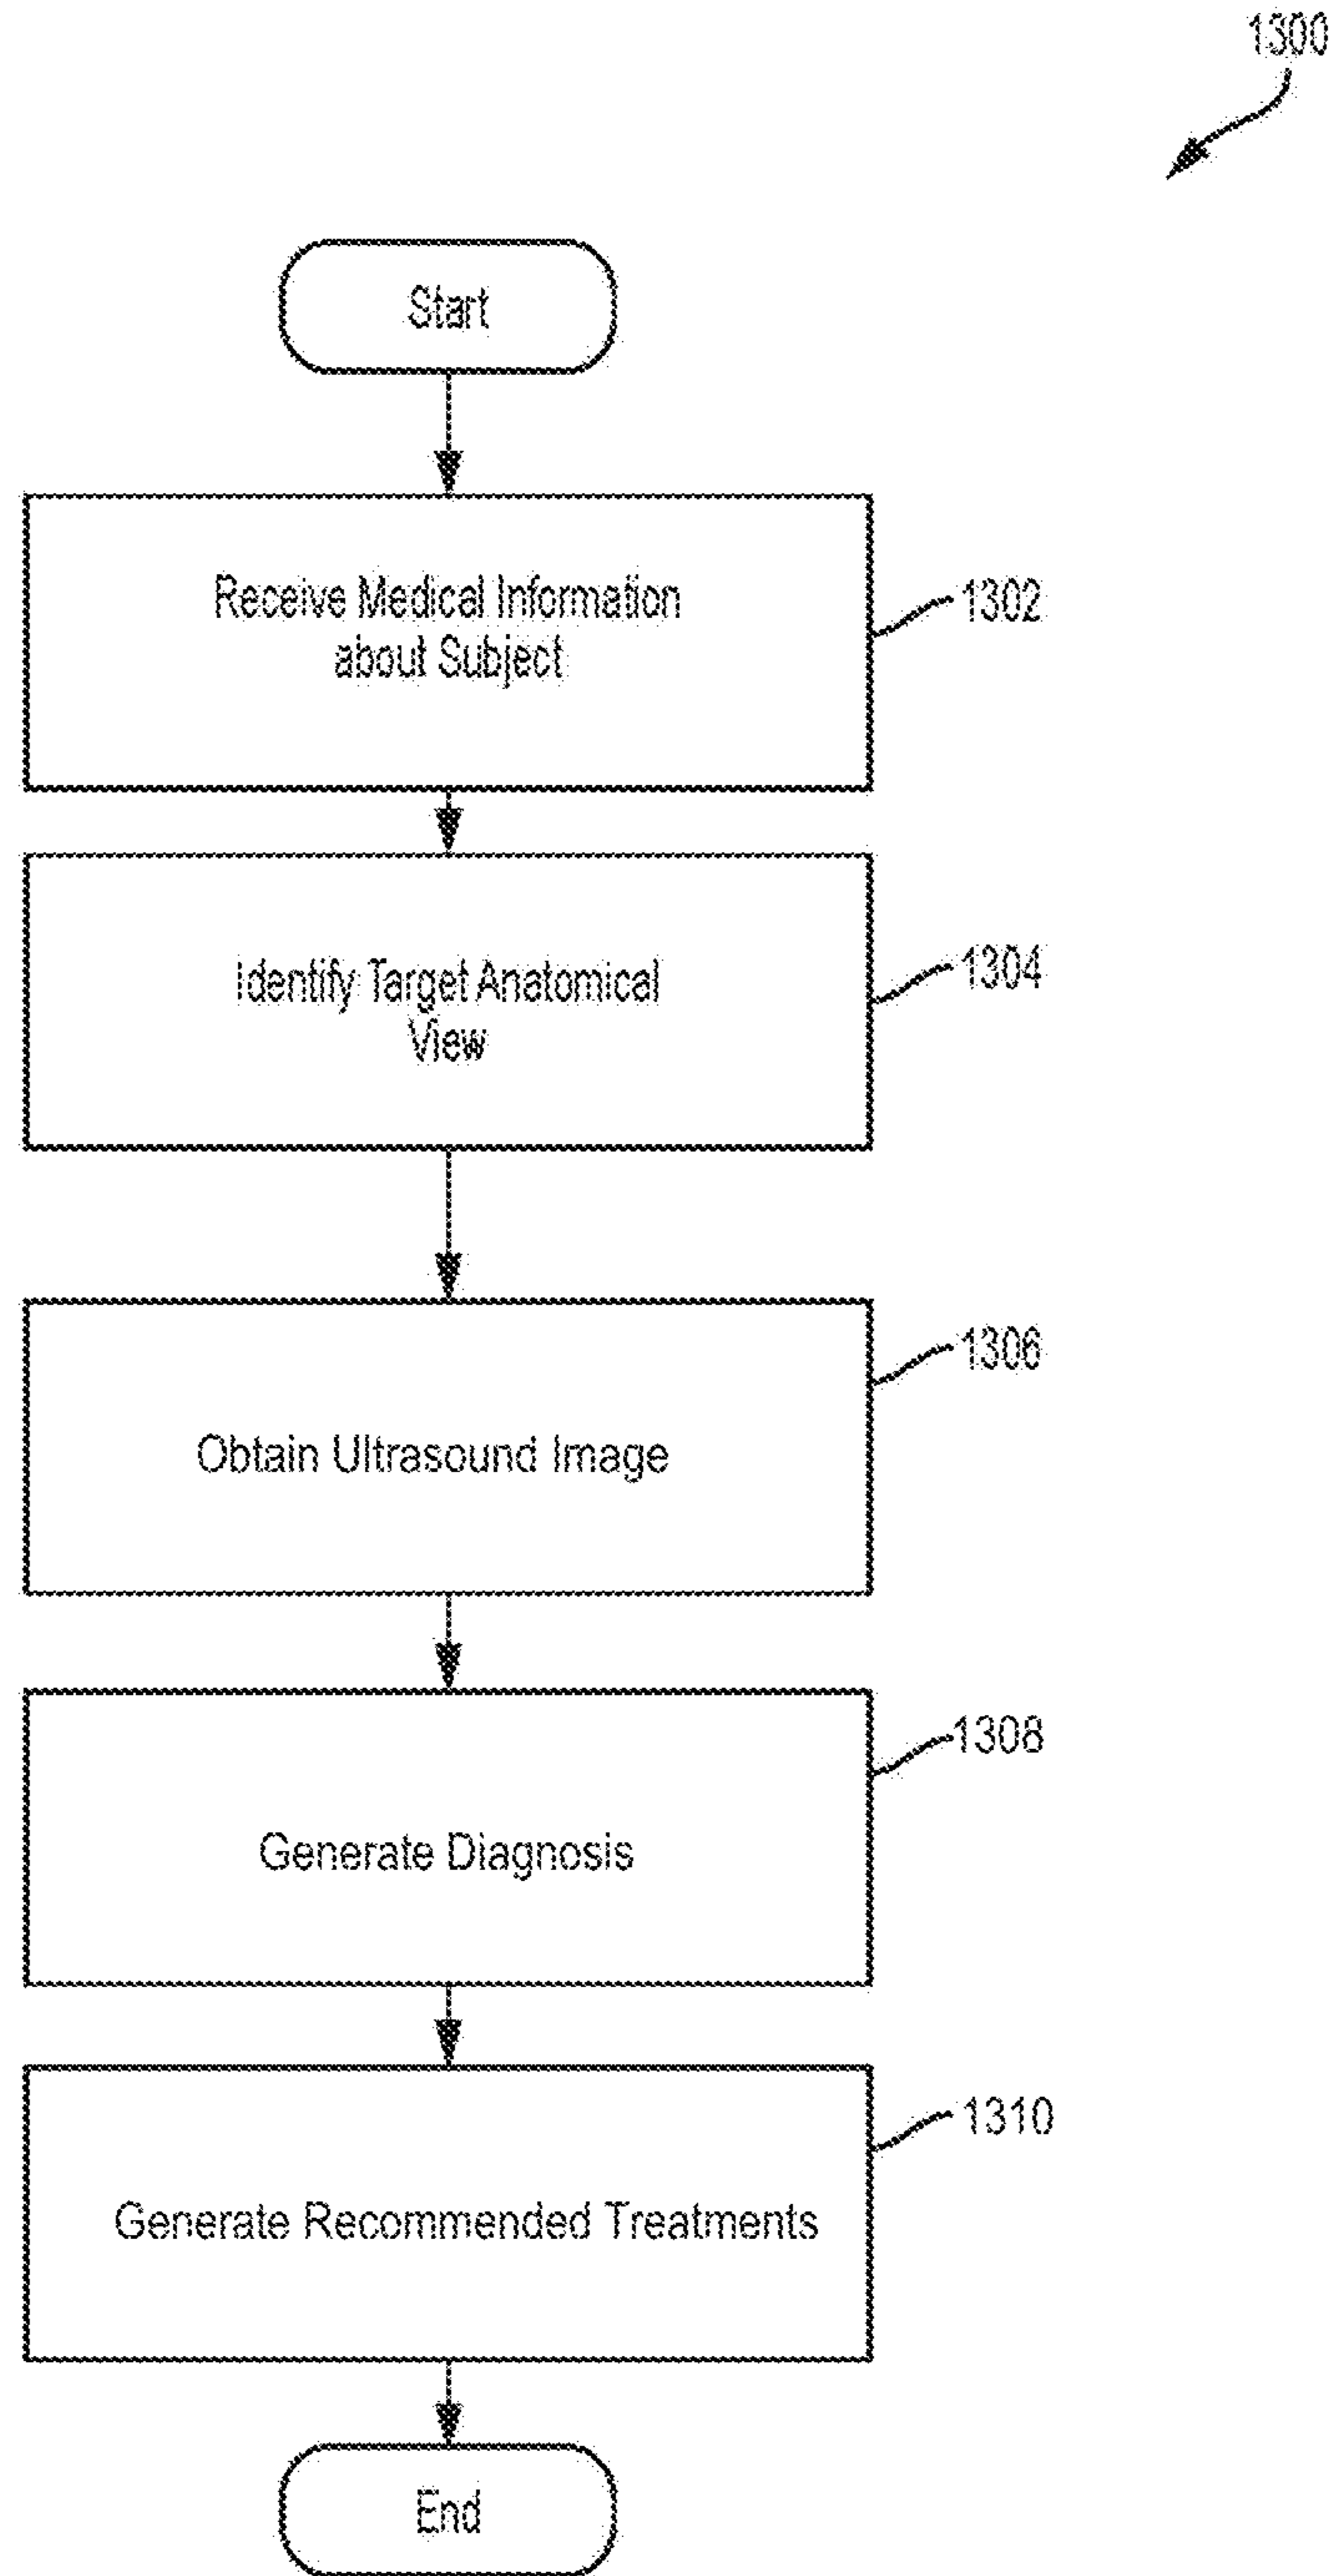 1300
Start
Receive Medical Information
about Subject
1302
Identify Target Anatomical
View
1304
1306
Obtain Ultrasound Image
1308
Generate Diagnosis
1310
Generate Recommended Treatments
End